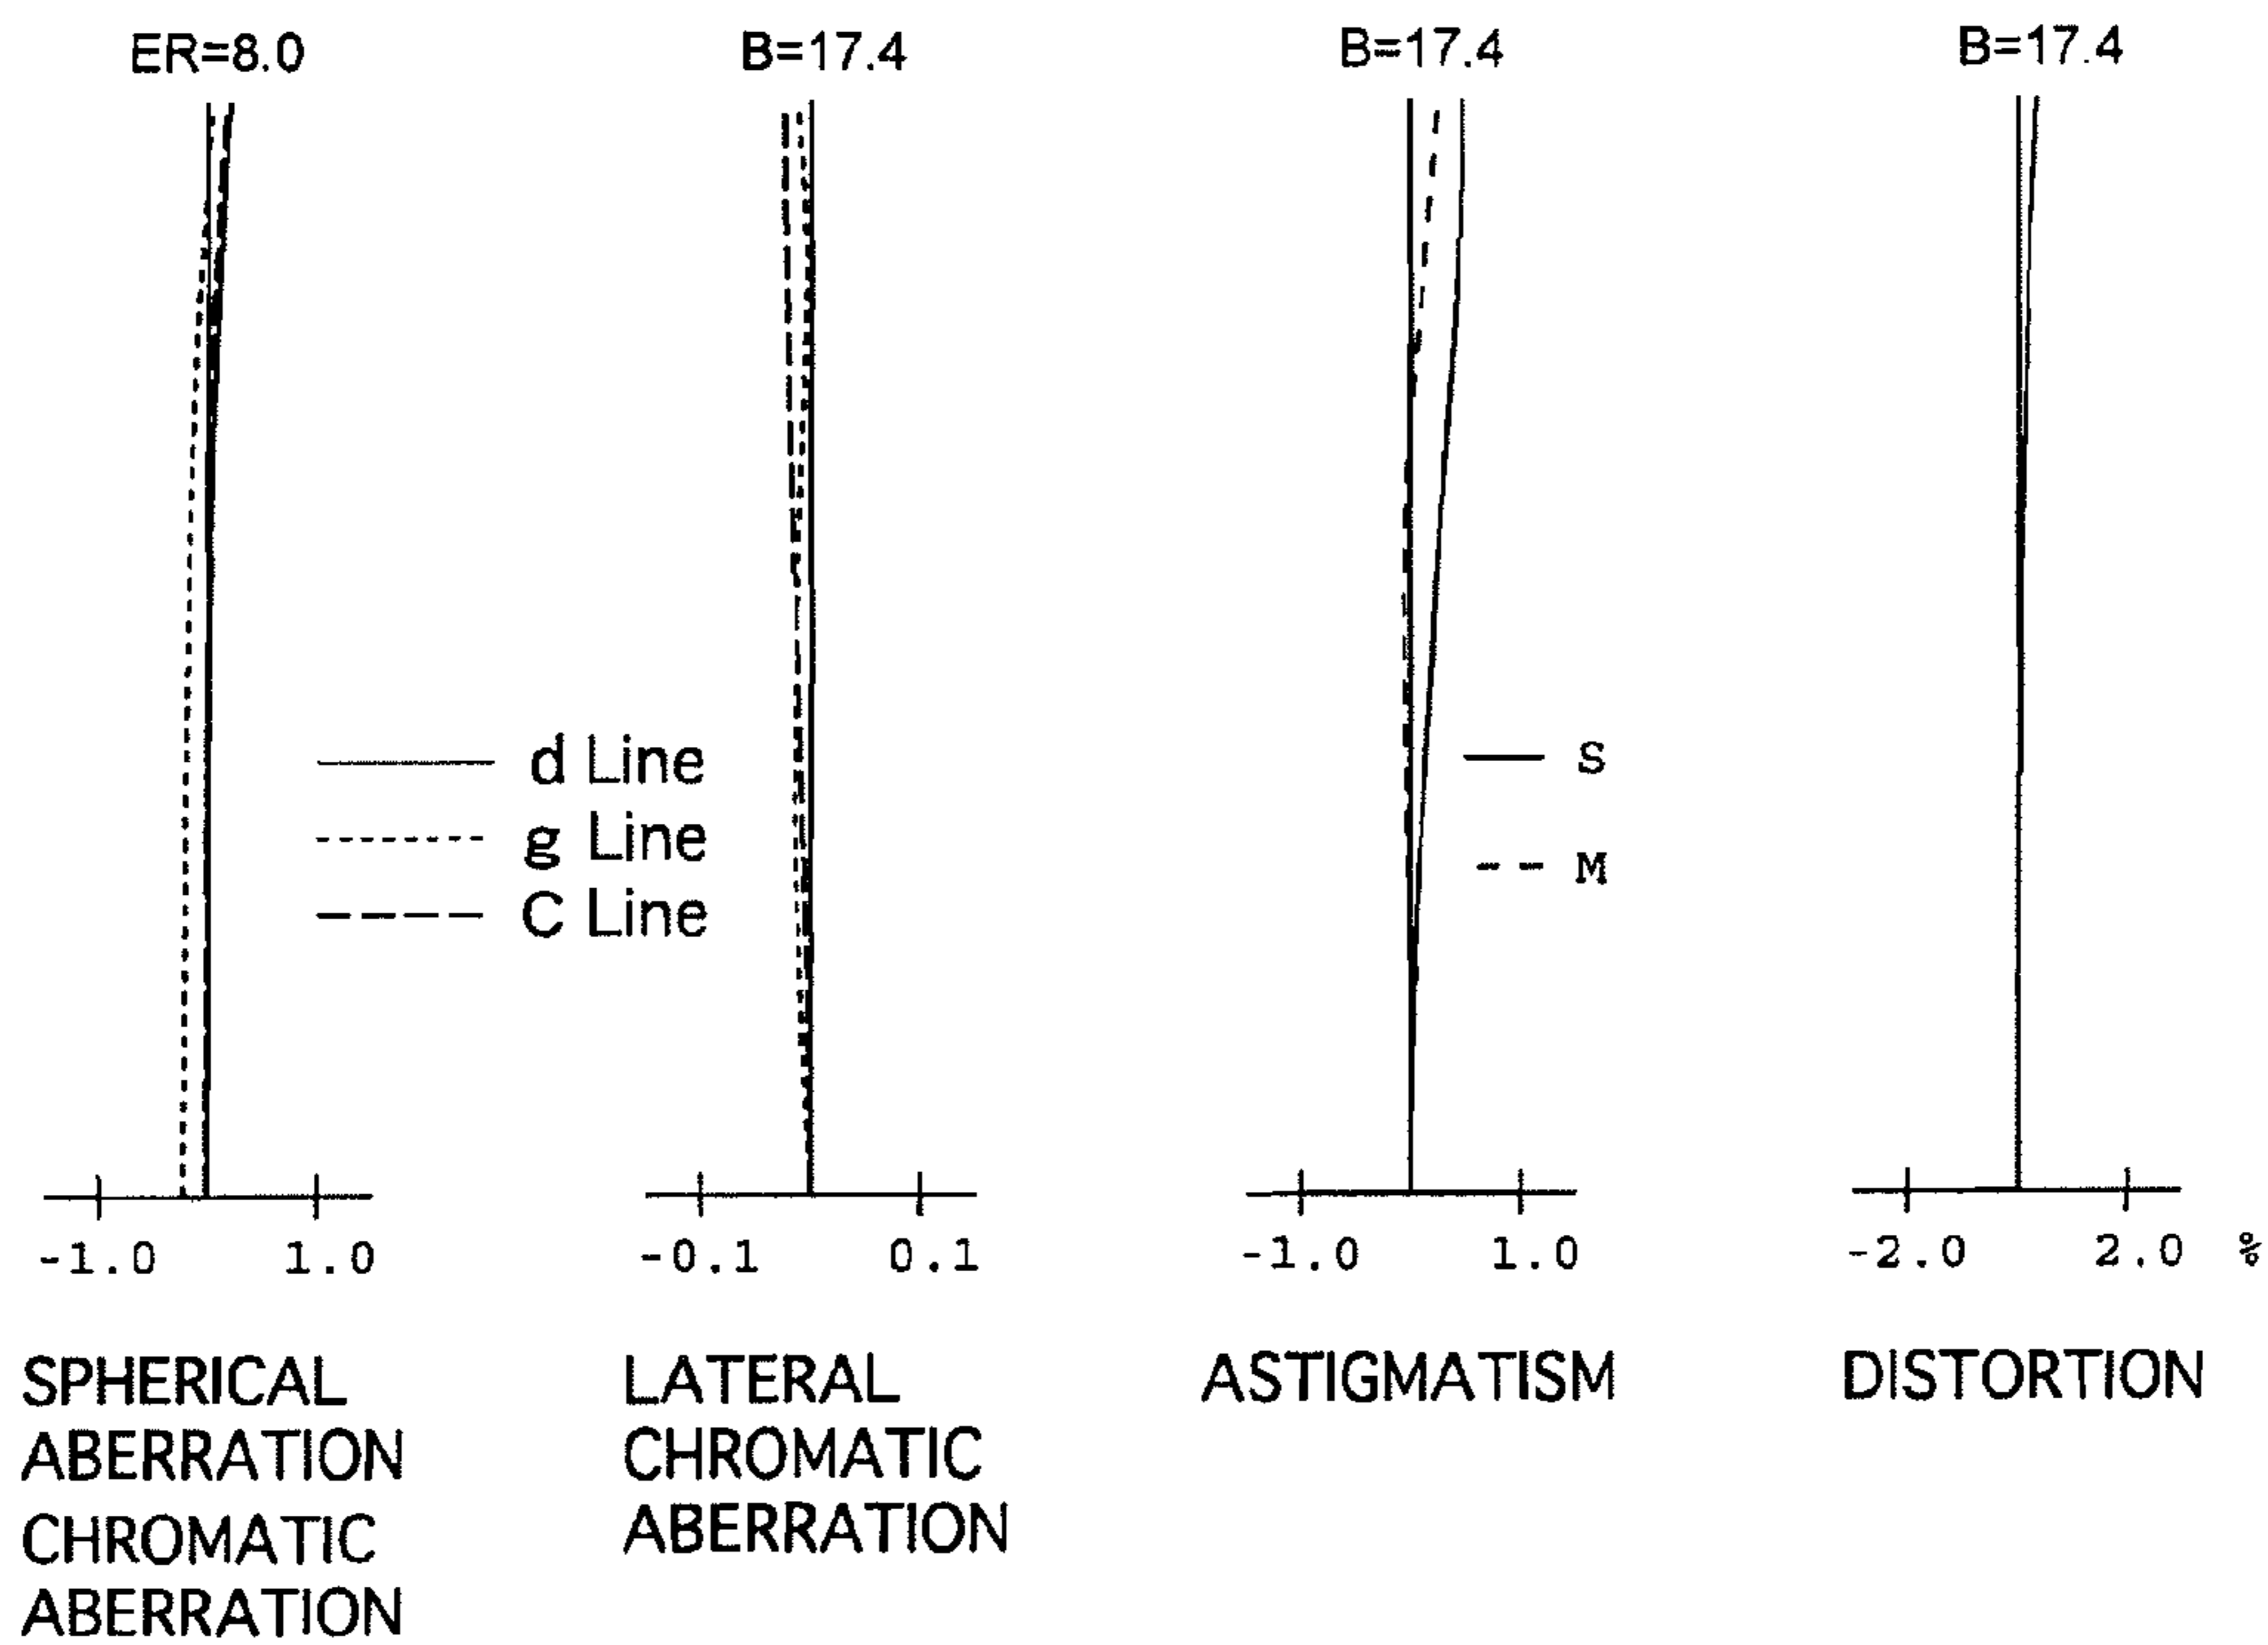 ER=8.0
B=17.4
B=17.4
B=17.4
d Line
g Line
C Line
S
M
-1.0 1.0
-0.1 0.1
-1.0 1.0
-2.0 2.0 %
SPHERICAL
ABERRATION
CHROMATIC
ABERRATION
LATERAL
CHROMATIC
ABERRATION
ASTIGMATISM
DISTORTION